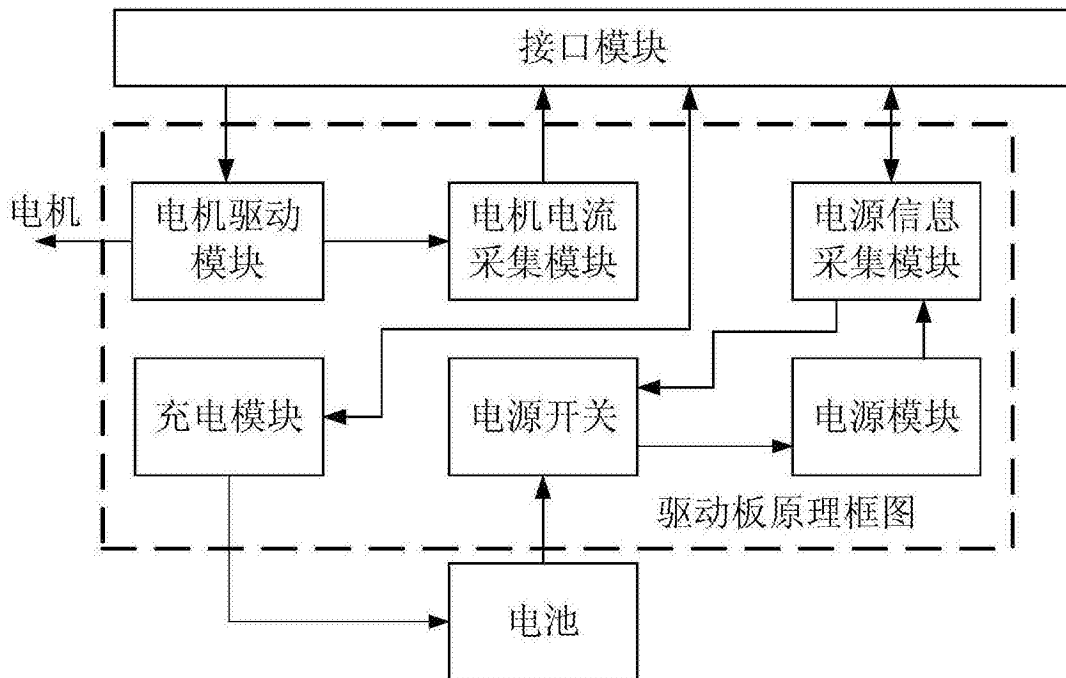 接口模块
电机
电机驱动
模块
电机电流
采集模块
电源信息
采集模块
充电模块
电源开关
电源模块
驱动板原理框图
电池